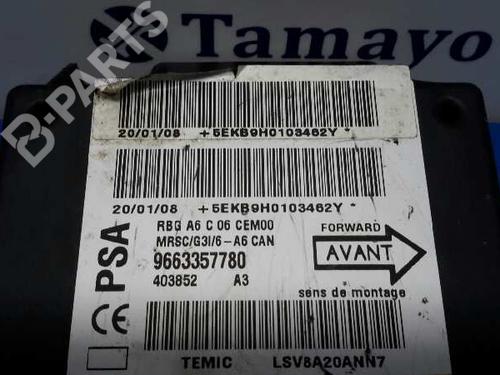 Tamayo
B-PARTS
20/01/08 +5EKB9H0103462Y*
20/01/08 +5EKB9H0103462Y*
RBG A6 C 06 CEM00
MRSC/G3I/6-A6 CAN
9663357780
403852 A3
PSA
CE
FORWARD
AVANT
sens de montage
TEMIC LSV8A20ANN7